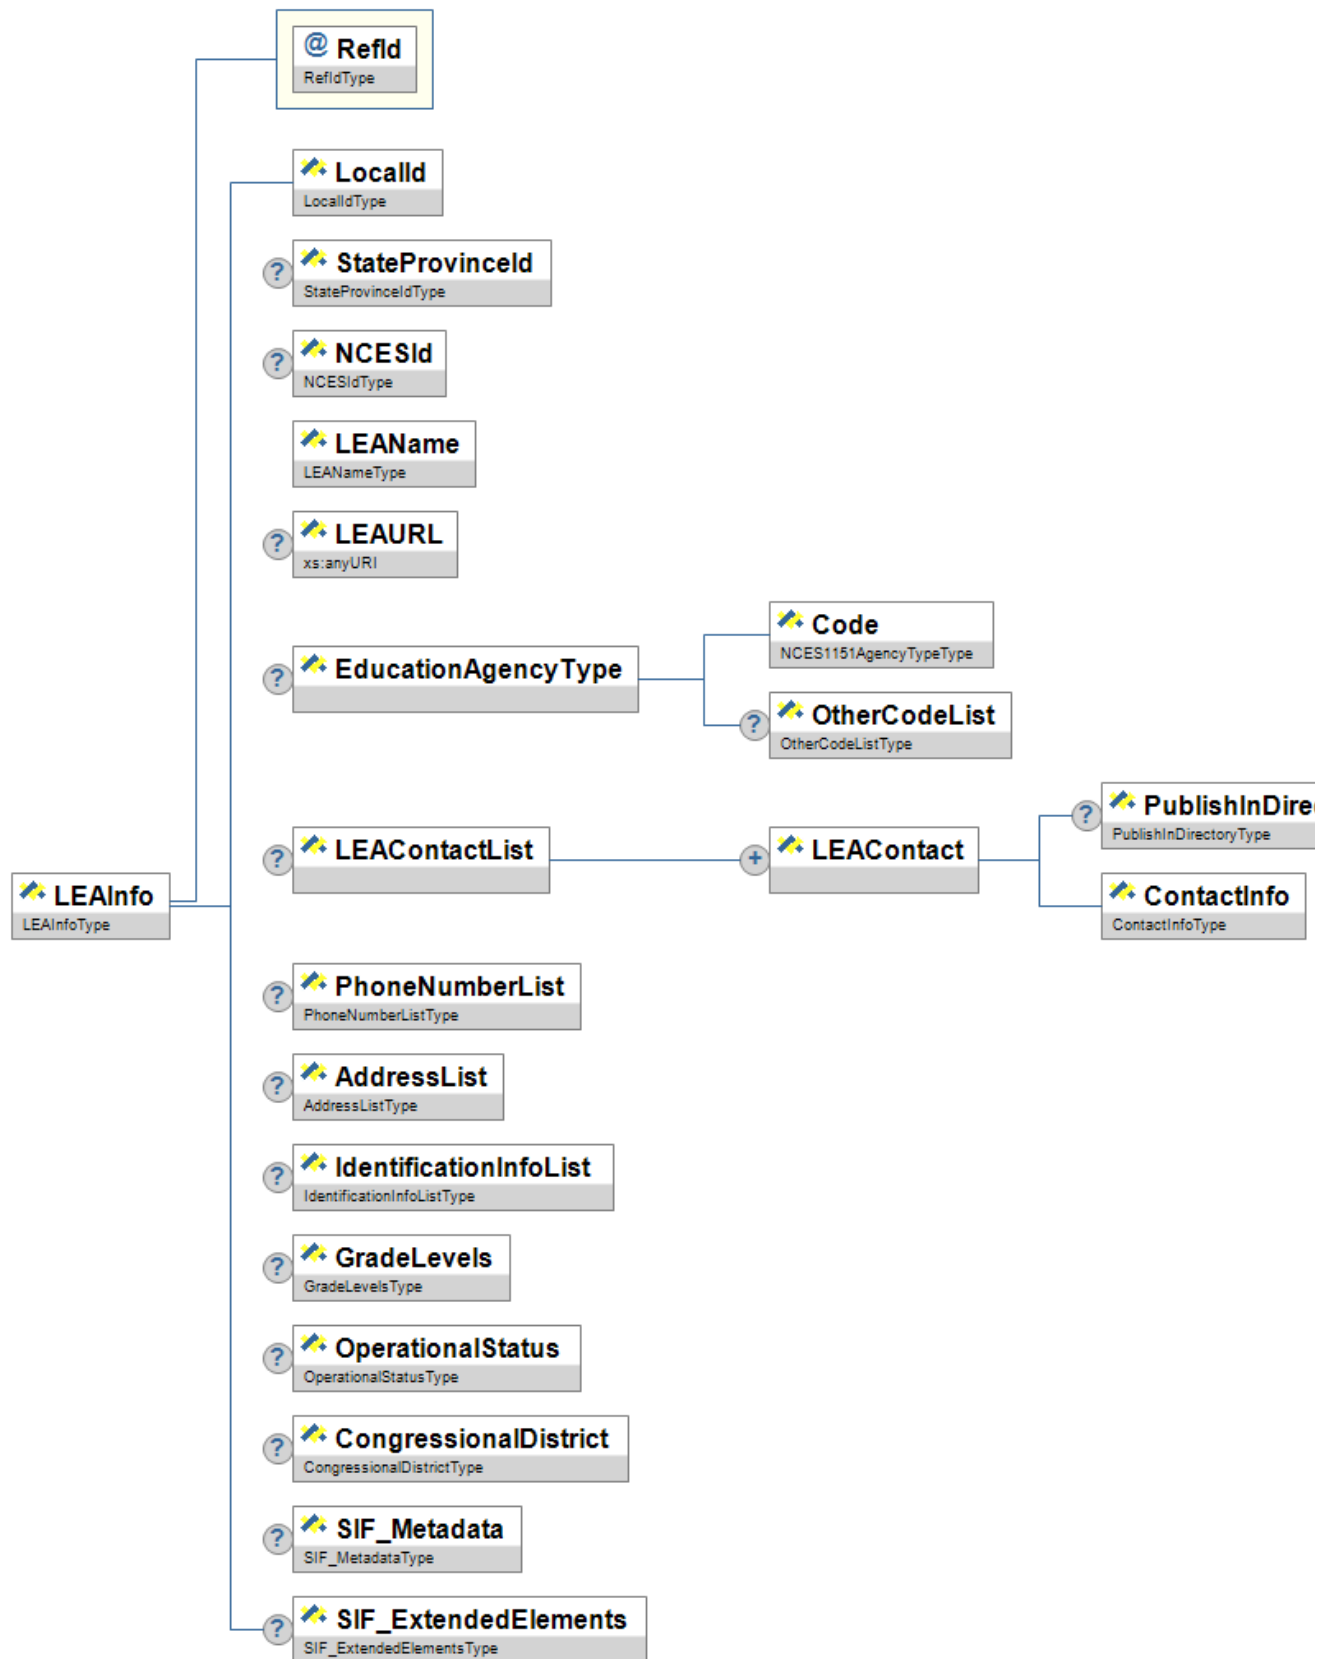 @ RefId
RefIdType
LocalId
LocalIdType
? StateProvinceId
StateProvinceIdType
? NCESId
NCESIdType
LEAName
LEANameType
? LEAURL
xs:anyURI
Code
NCES1151AgencyTypeType
? EducationAgencyType
? OtherCodeList
OtherCodeListType
? PublishInDire
PublishInDirectoryType
? LEAContactList
+ LEAContact
LEAInfo
LEAInfoType
ContactInfo
ContactInfoType
? PhoneNumberList
PhoneNumberListType
? AddressList
AddressListType
? IdentificationInfoList
IdentificationInfoListType
? GradeLevels
GradeLevelsType
? OperationalStatus
OperationalStatusType
? CongressionalDistrict
CongressionalDistrictType
? SIF_Metadata
SIF_MetadataType
? SIF_ExtendedElements
SIF_ExtendedElementsType